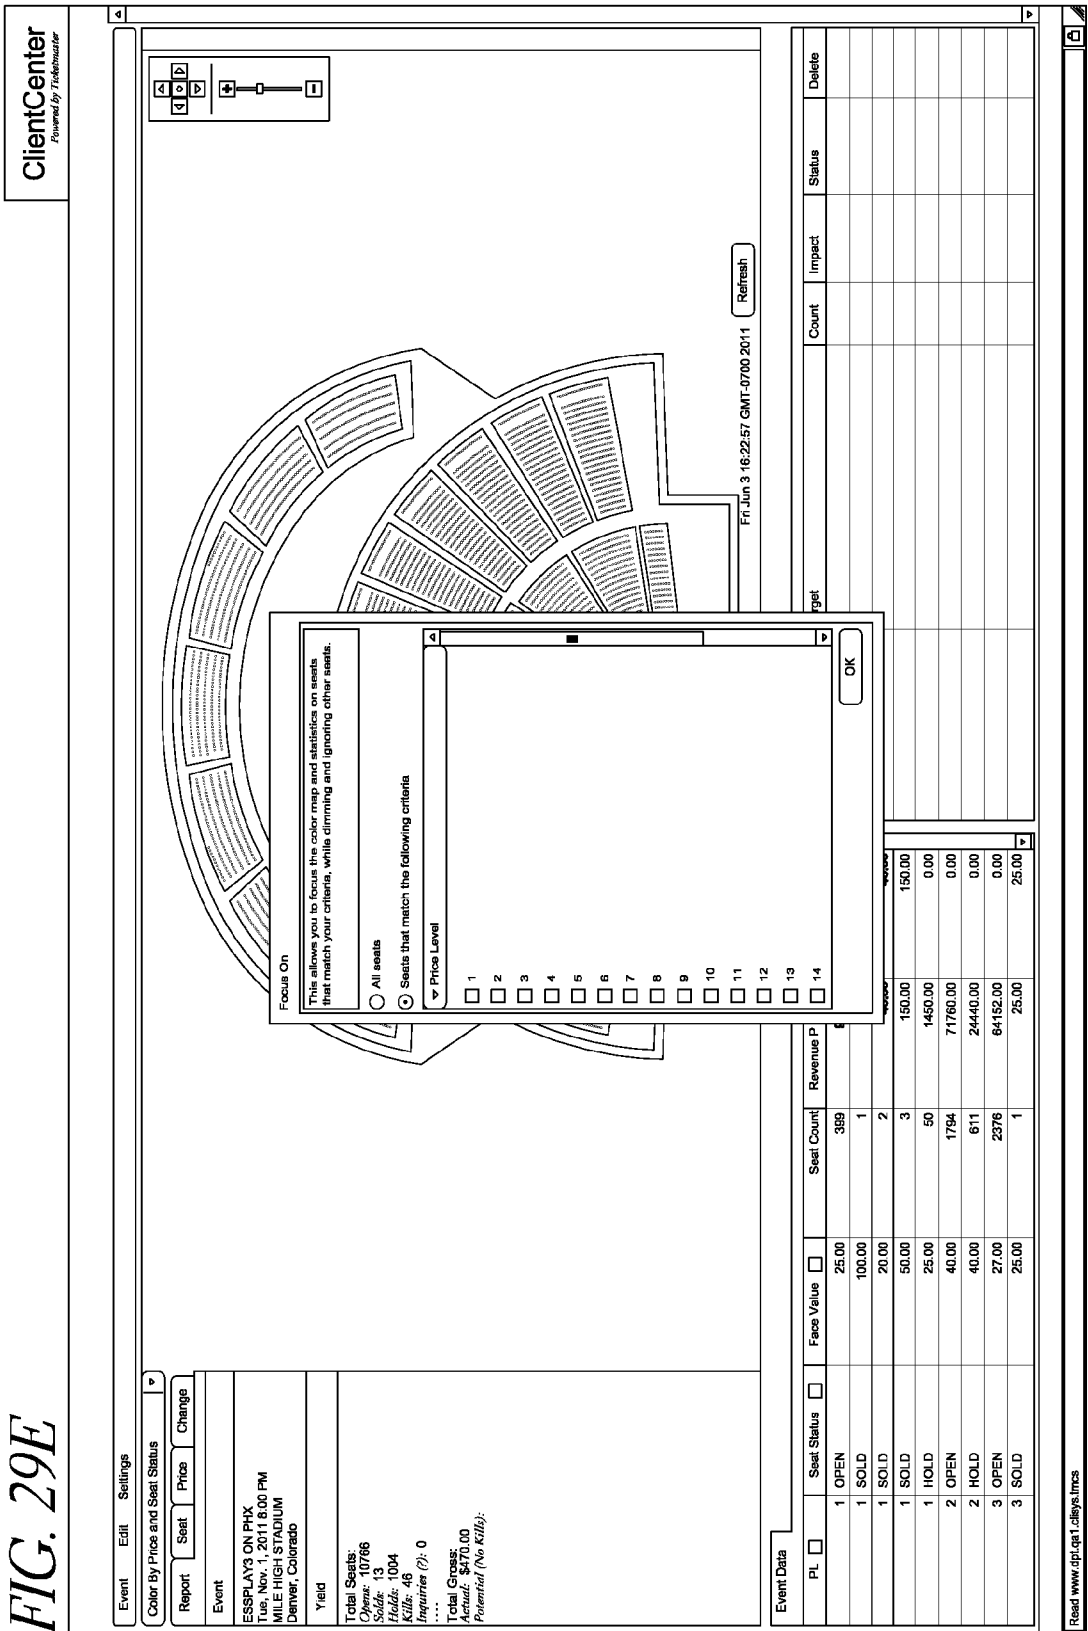 FIG. 29E
ClientCenter
Powered by Ticketmaster
Event Edit Settings
Color By Price and Seat Status
Report Seat Price Change
Event
ESSPLAY3 ON PHX
Tue, Nov. 1, 2011 8:00 PM
MILE HIGH STADIUM
Denver, Colorado
Yield
Total Seats:
Opens: 10766
Solds: 13
Holds: 1004
Kills: 46
Inquiries (?): 0
....
Total Gross:
Actual: $470.00
Potential (No Kills):
Focus On
This allows you to focus the color map and statistics on seats
that match your criteria, while dimming and ignoring other seats.
All seats
Seats that match the following criteria
Price Level
1
2
3
4
5
6
7
8
9
10
11
12
13
14
OK
Fri Jun 3 16:22:57 GMT-0700 2011 Refresh
Event Data
PL Seat Status Face Value Seat Count Revenue P rget Count Impact Status Delete
1 OPEN 25.00 399
1 SOLD 100.00 1
1 SOLD 20.00 2 40.00 40.00
1 SOLD 50.00 3 150.00 150.00
1 HOLD 25.00 50 1450.00 0.00
2 OPEN 40.00 1794 71760.00 0.00
2 HOLD 40.00 611 24440.00 0.00
3 OPEN 27.00 2376 64152.00 0.00
3 SOLD 25.00 1 25.00 25.00
Read www.dpt.qa1.clisys.tmcs